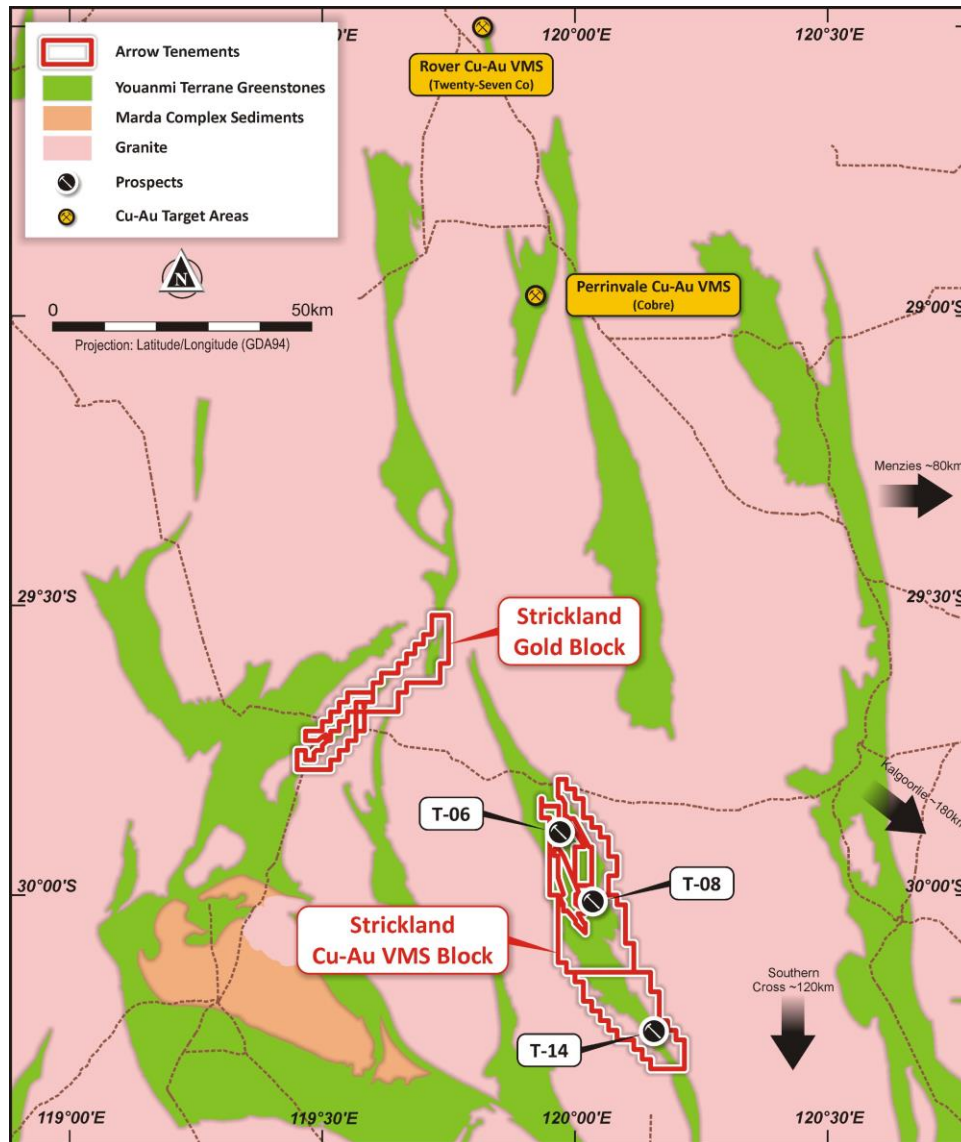 Arrow Tenements
Youanmi Terrane Greenstones
Marda Complex Sediments
Granite
Prospects
Cu-Au Target Areas
N
0
50km
Projection: Latitude/Longitude (GDA94)
0'E
120°00'E
120°30'E
Rover Cu-Au VMS
(Twenty-Seven Co)
Perrinvale Cu-Au VMS
(Cobre)
29°00'S
Menzies ~80km
29°30'S
29°30'S
Strickland
Gold Block
Kalgoorlie ~180km
T-06
T-08
30°00'S
30°00'S
Strickland
Cu-Au VMS Block
Southern
Cross ~120km
T-14
119°00'E
119°30'E
120°00'E
120°30'E